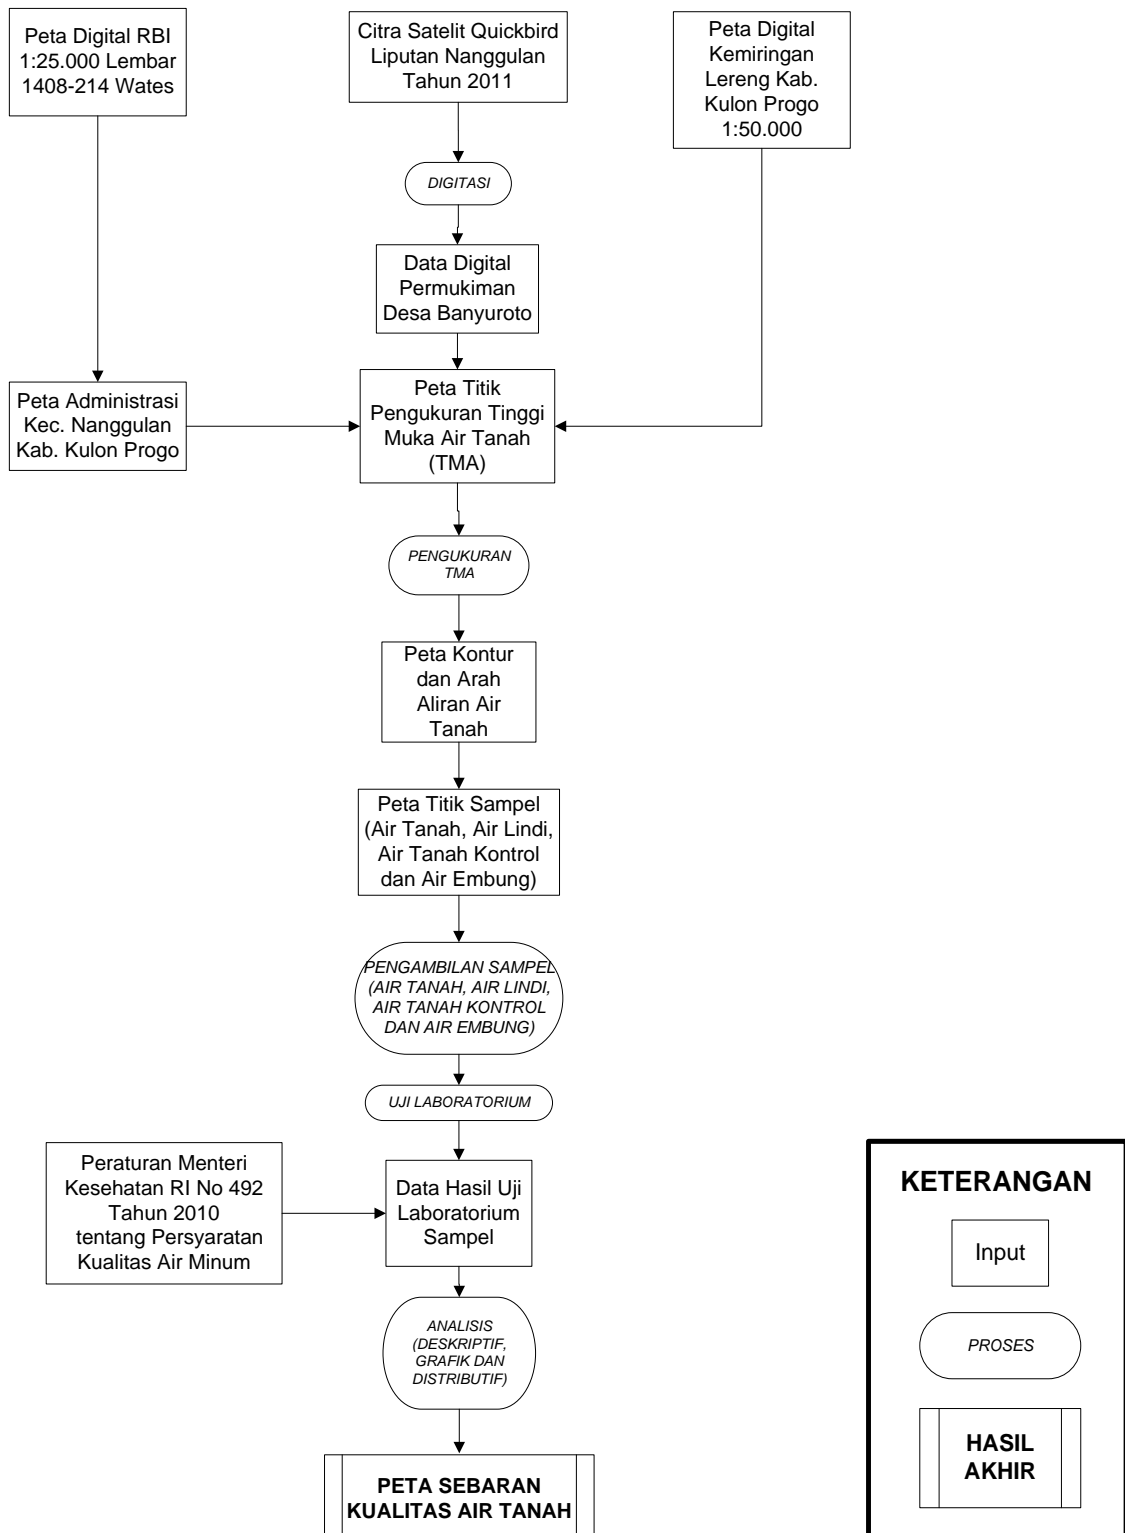 Peta Digital RBI
1:25.000 Lembar
1408-214 Wates
Citra Satelit Quickbird
Liputan Nanggulan
Tahun 2011
Peta Digital
Kemiringan
Lereng Kab.
Kulon Progo
1:50.000
DIGITASI
Data Digital
Permukiman
Desa Banyuroto
Peta Administrasi
Kec. Nanggulan
Kab. Kulon Progo
Peta Titik
Pengukuran Tinggi
Muka Air Tanah
(TMA)
PENGUKURAN
TMA
Peta Kontur
dan Arah
Aliran Air
Tanah
Peta Titik Sampel
(Air Tanah, Air Lindi,
Air Tanah Kontrol
dan Air Embung)
PENGAMBILAN SAMPEL
(AIR TANAH, AIR LINDI,
AIR TANAH KONTROL
DAN AIR EMBUNG)
UJI LABORATORIUM
Peraturan Menteri
Kesehatan RI No 492
Tahun 2010
tentang Persyaratan
Kualitas Air Minum
Data Hasil Uji
Laboratorium
Sampel
ANALISIS
(DESKRIPTIF,
GRAFIK DAN
DISTRIBUTIF)
PETA SEBARAN
KUALITAS AIR TANAH
KETERANGAN
Input
PROSES
HASIL
AKHIR